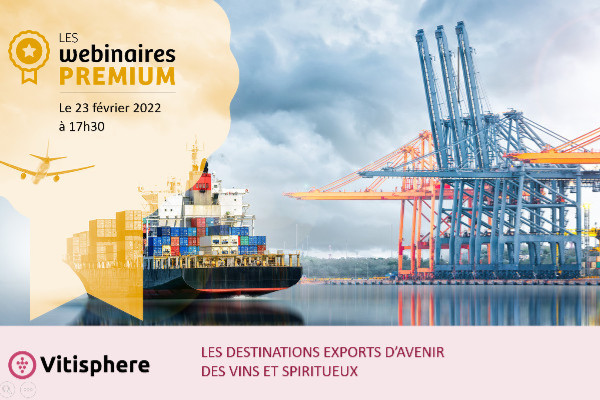 LES
webinaires
PREMIUM
Le 23 février 2022
à 17h30
Vitisphere
LES DESTINATIONS EXPORTS D'AVENIR
DES VINS ET SPIRITUEUX